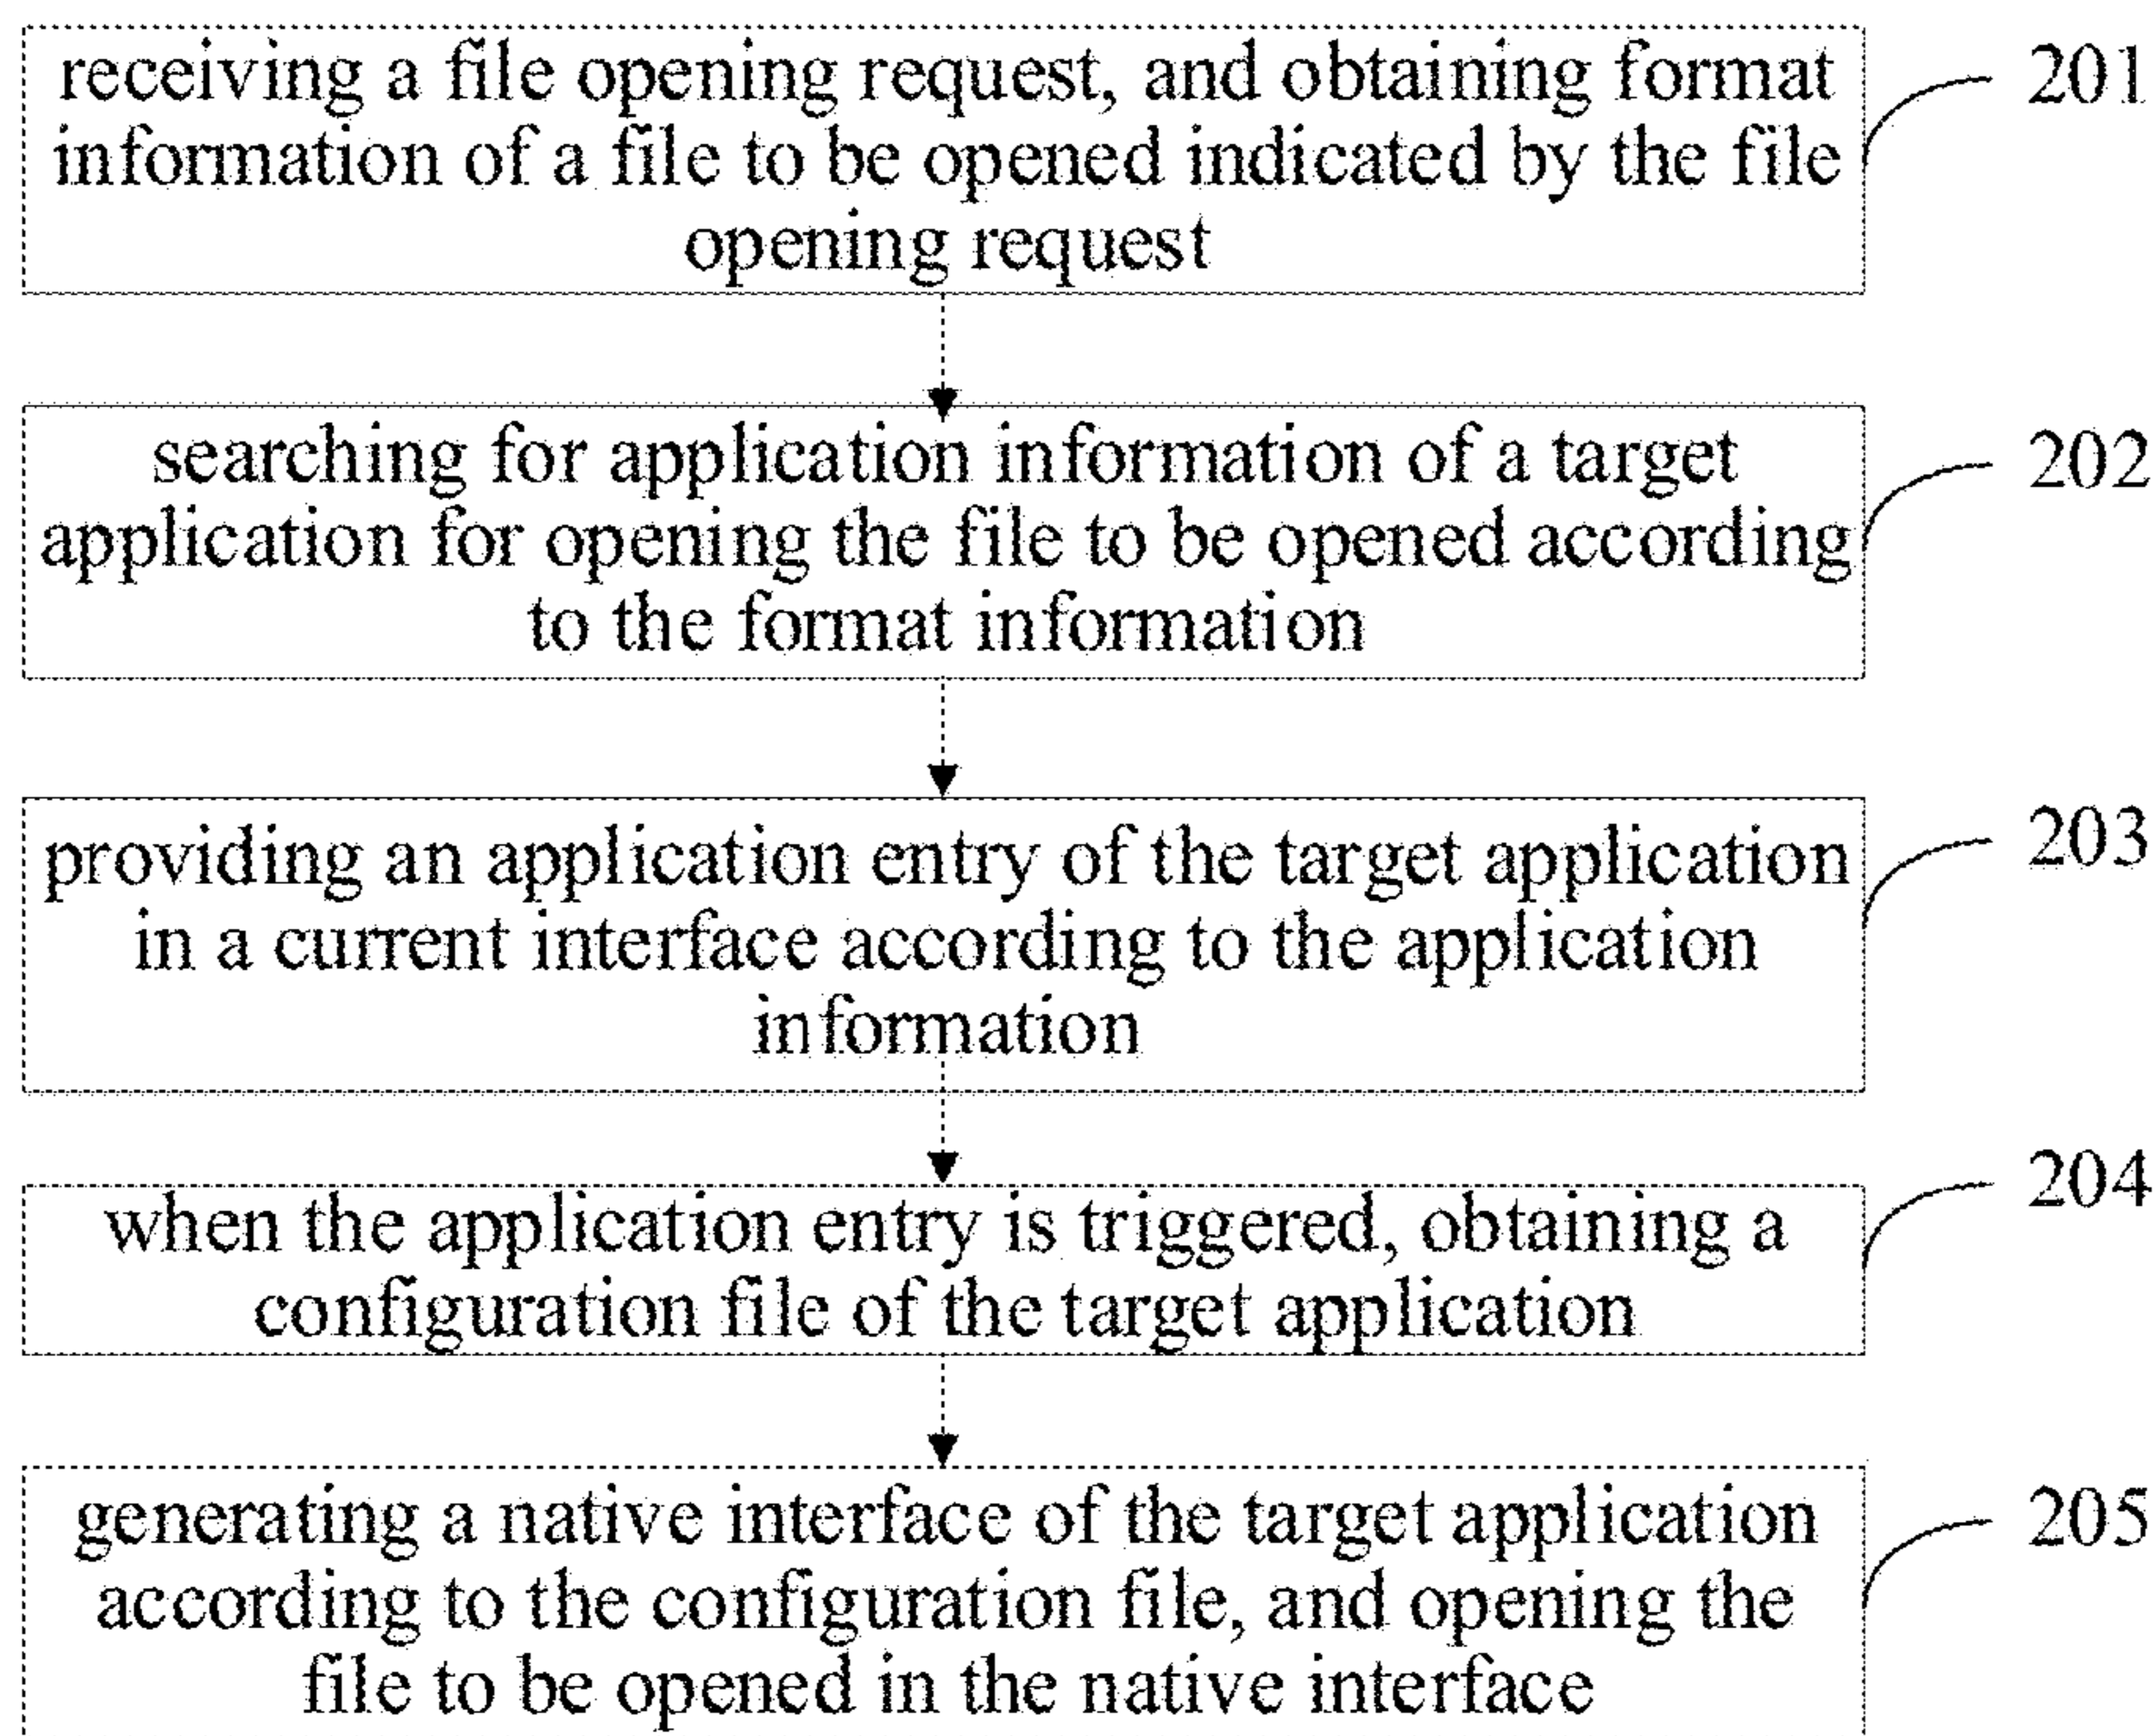 receiving a file opening request, and obtaining format
information of a file to be opened indicated by the file
opening request
201
searching for application information of a target
application for opening the file to be opened according
to the format information
202
providing an application entry of the target application
in a current interface according to the application
information
203
when the application entry is triggered, obtaining a
configuration file of the target application
204
generating a native interface of the target application
according to the configuration file, and opening the
file to be opened in the native interface
205